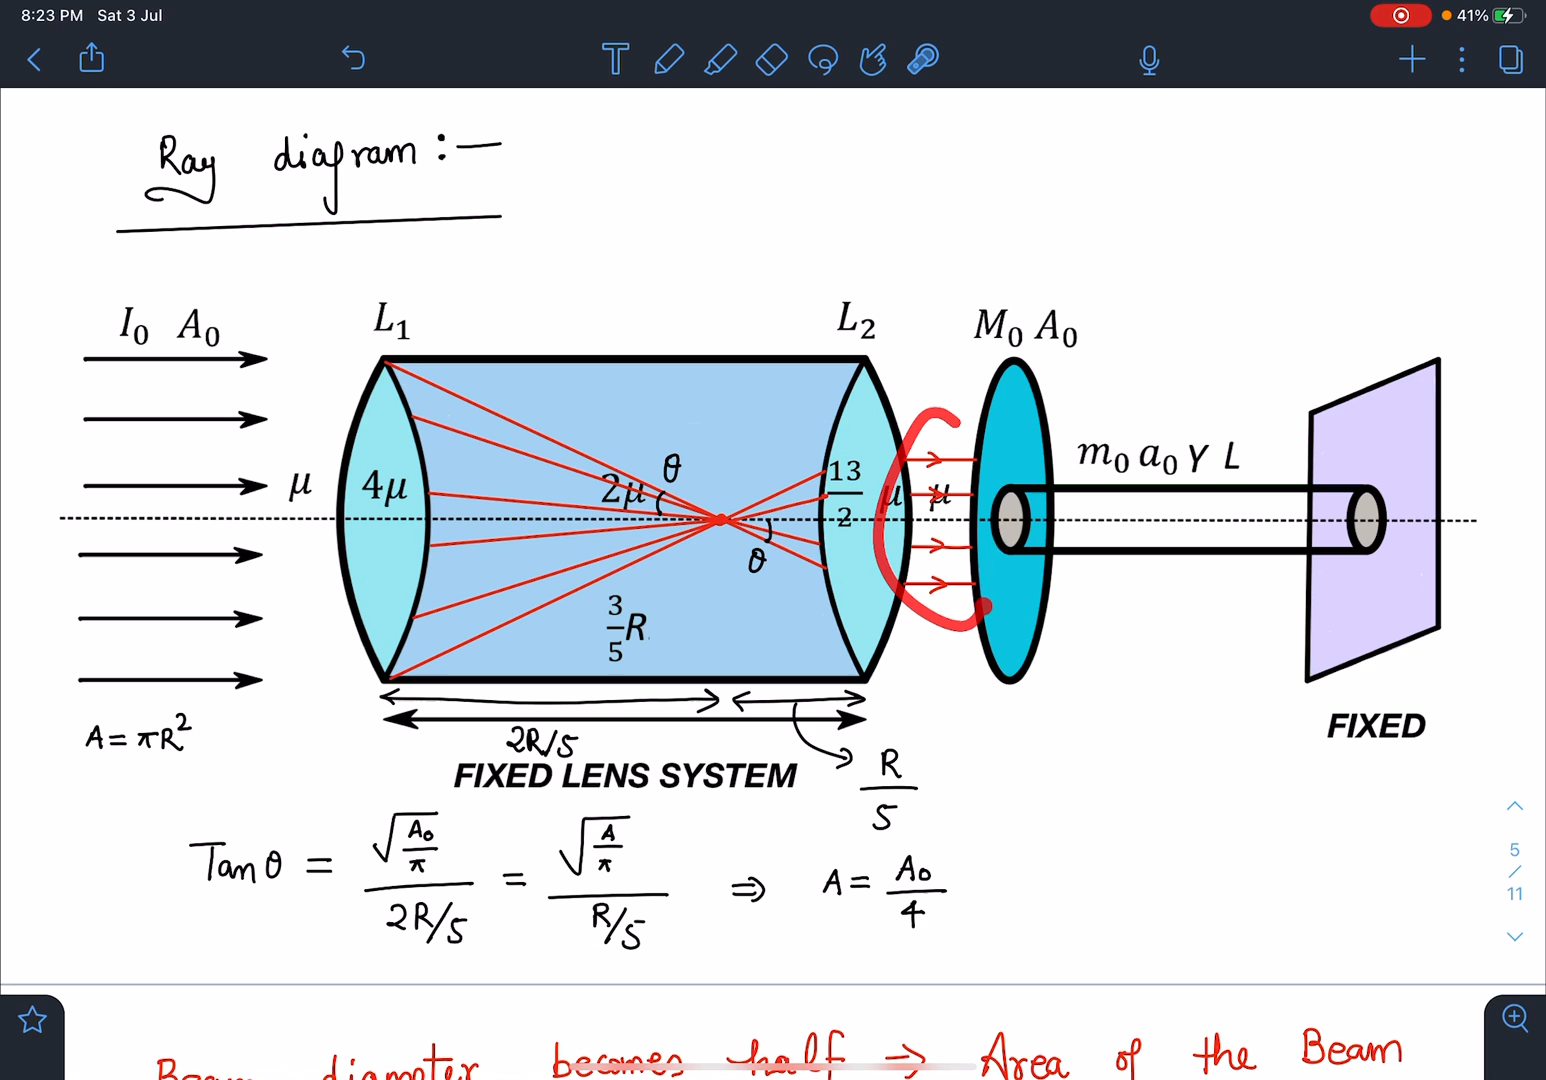 8:23 PM Sat 3 Jul
41%
T
Ray diagram :—
I₀ A₀
L₁
L₂
M₀ A₀
μ
4μ
2μ
θ
θ
13/2 μ
μ
m₀ a₀ Y L
3/5 R
A = πR²
2R/5
R/5
FIXED LENS SYSTEM
FIXED
Tan θ = √(A₀/π) / (2R/5) = √(A/π) / (R/5) ⇒ A = A₀/4
5
/
11
Beam diameter becomes half → Area of the Beam